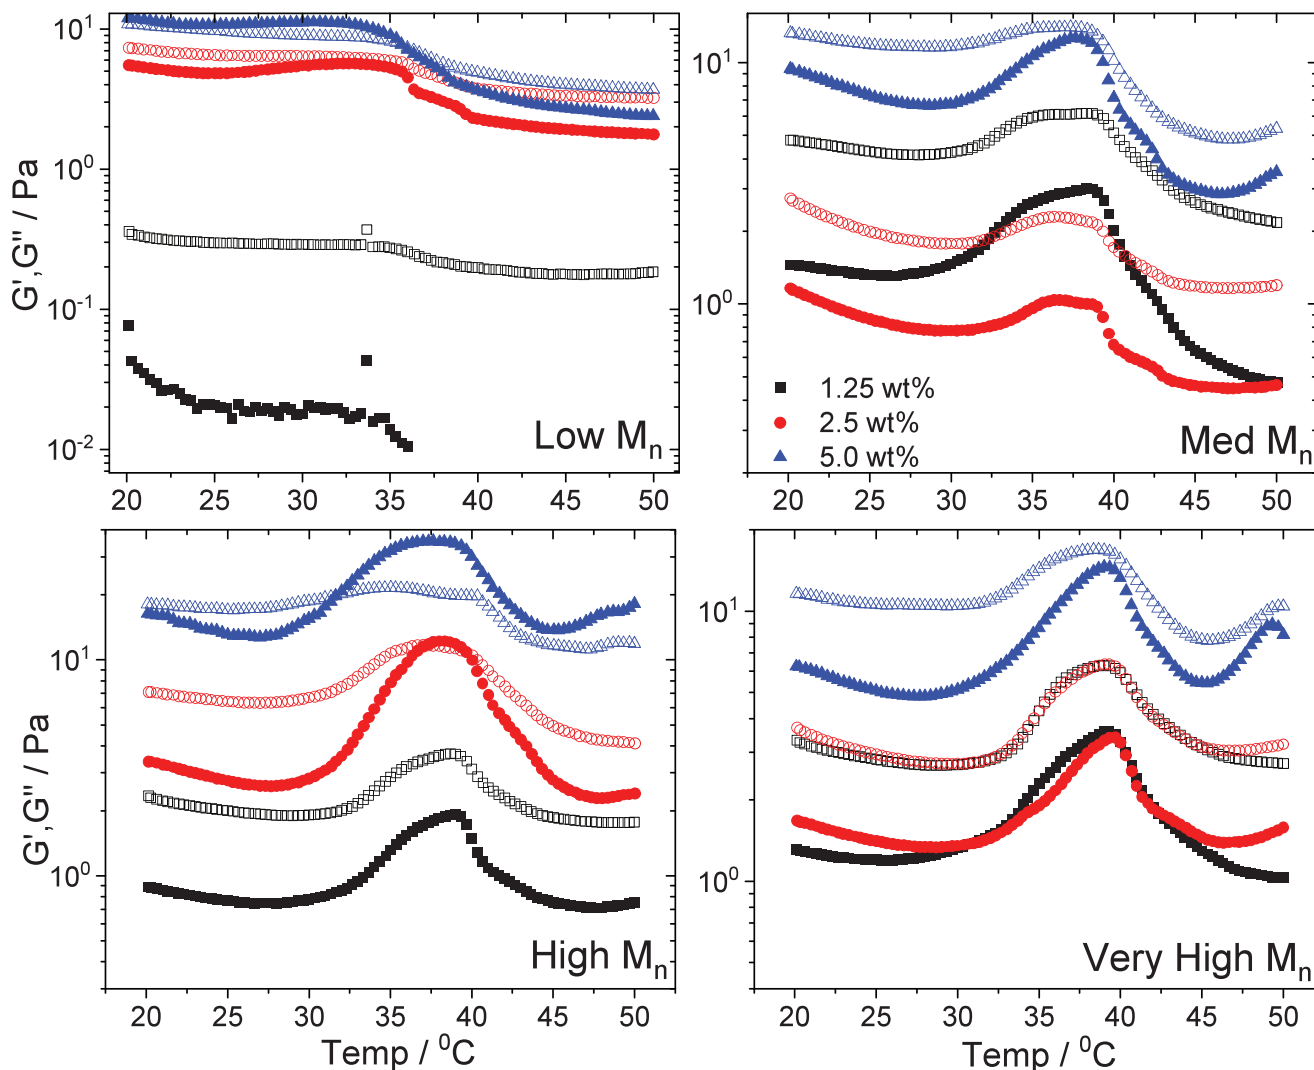 G',G'' / Pa
10¹
10⁰
10⁻¹
10⁻²
20 25 30 35 40 45 50
Low Mₙ
10¹
10⁰
1.25 wt%
2.5 wt%
5.0 wt%
Med Mₙ
20 25 30 35 40 45 50
G',G'' / Pa
10¹
10⁰
High Mₙ
20 25 30 35 40 45 50
Temp / ⁰C
10¹
10⁰
Very High Mₙ
20 25 30 35 40 45 50
Temp / ⁰C